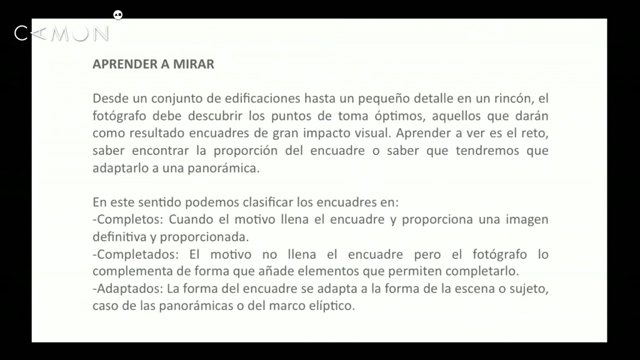 CAMON
APRENDER A MIRAR
Desde un conjunto de edificaciones hasta un pequeño detalle en un rincón, el
fotógrafo debe descubrir los puntos de toma óptimos, aquellos que darán
como resultado encuadres de gran impacto visual. Aprender a ver es el reto,
saber encontrar la proporción del encuadre o saber que tendremos que
adaptarlo a una panorámica.
En este sentido podemos clasificar los encuadres en:
-Completos: Cuando el motivo llena el encuadre y proporciona una imagen
definitiva y proporcionada.
-Completados: El motivo no llena el encuadre pero el fotógrafo lo
complementa de forma que añade elementos que permiten completarlo.
-Adaptados: La forma del encuadre se adapta a la forma de la escena o sujeto,
caso de las panorámicas o del marco elíptico.